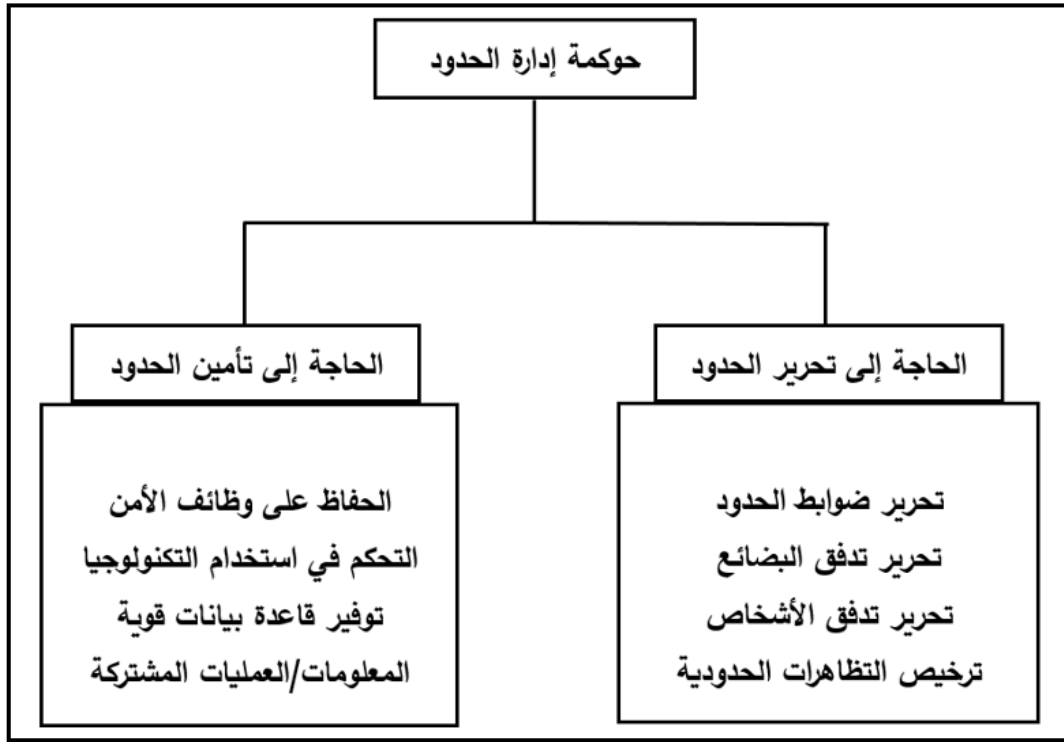 حوكمة إدارة الحدود
الحاجة إلى تحرير الحدود
تحرير ضوابط الحدود
تحرير تدفق البضائع
تحرير تدفق الأشخاص
ترخيص التظاهرات الحدودية
الحاجة إلى تأمين الحدود
الحفاظ على وظائف الأمن
التحكم في استخدام التكنولوجيا
توفير قاعدة بيانات قوية
المعلومات/العمليات المشتركة